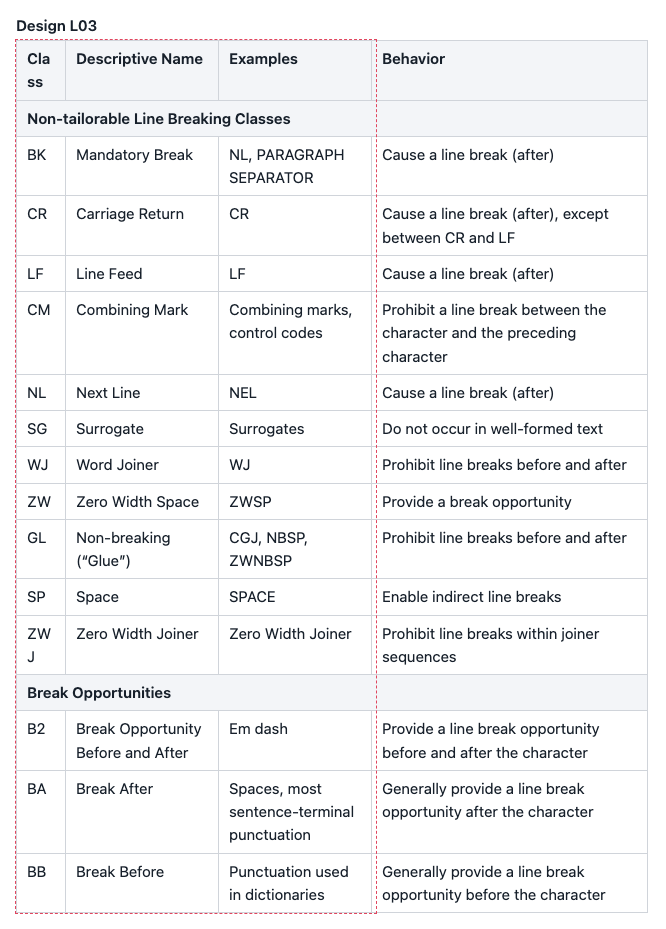 Design L03
Cla
ss
Descriptive Name
Examples
Behavior
Non-tailorable Line Breaking Classes
BK
Mandatory Break
NL, PARAGRAPH
SEPARATOR
Cause a line break (after)
CR
Carriage Return
CR
Cause a line break (after), except
between CR and LF
LF
Line Feed
LF
Cause a line break (after)
CM
Combining Mark
Combining marks,
control codes
Prohibit a line break between the
character and the preceding
character
NL
Next Line
NEL
Cause a line break (after)
SG
Surrogate
Surrogates
Do not occur in well-formed text
WJ
Word Joiner
WJ
Prohibit line breaks before and after
ZW
Zero Width Space
ZWSP
Provide a break opportunity
GL
Non-breaking
(“Glue”)
CGJ, NBSP,
ZWNBSP
Prohibit line breaks before and after
SP
Space
SPACE
Enable indirect line breaks
ZW
J
Zero Width Joiner
Zero Width Joiner
Prohibit line breaks within joiner
sequences
Break Opportunities
B2
Break Opportunity
Before and After
Em dash
Provide a line break opportunity
before and after the character
BA
Break After
Spaces, most
sentence-terminal
punctuation
Generally provide a line break
opportunity after the character
BB
Break Before
Punctuation used
in dictionaries
Generally provide a line break
opportunity before the character